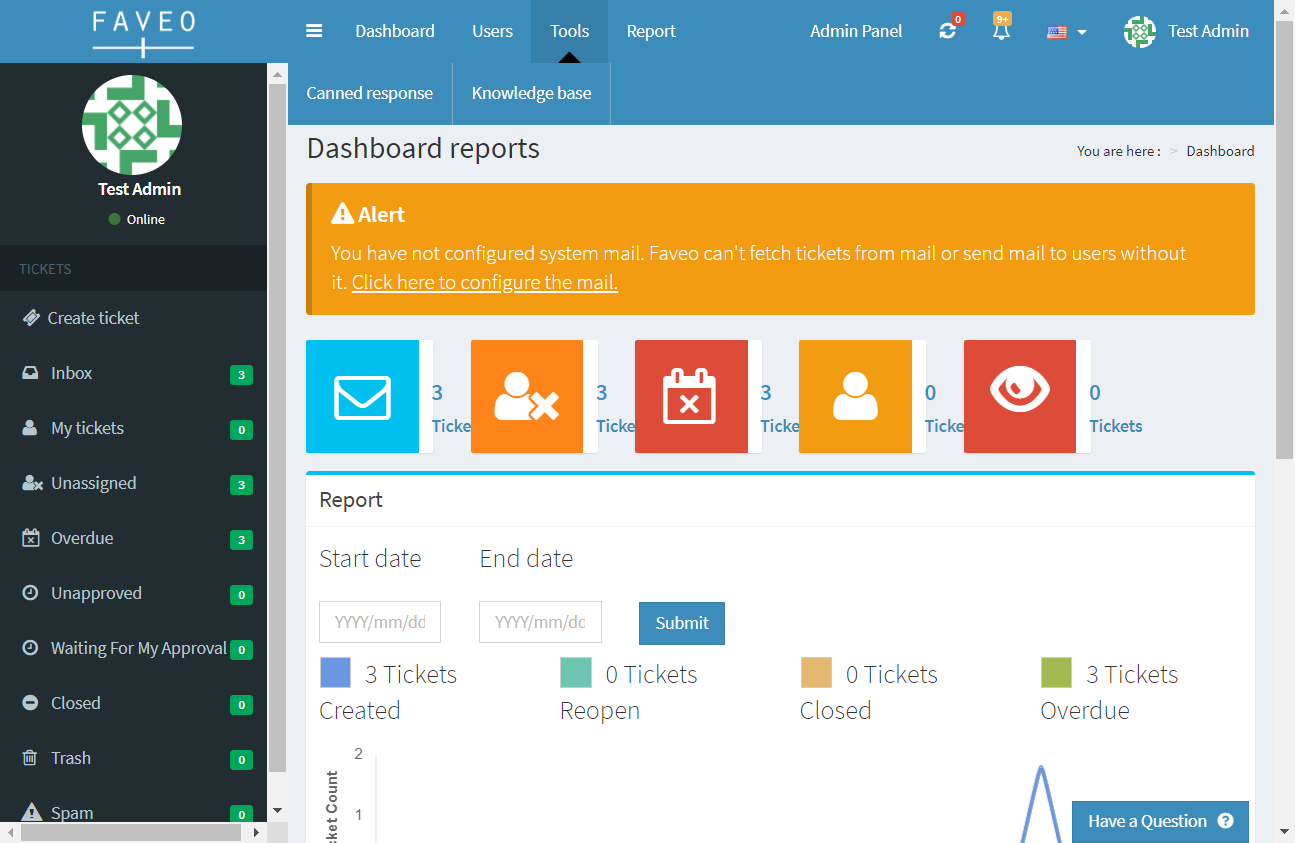 FAVEO
Dashboard
Users
Tools
Report
Admin Panel
0
9+
Test Admin
Canned response
Knowledge base
Test Admin
Online
TICKETS
Create ticket
Inbox 3
My tickets 0
Unassigned 3
Overdue 3
Unapproved 0
Waiting For My Approval 0
Closed 0
Trash 0
Spam 0
Dashboard reports
You are here : > Dashboard
Alert
You have not configured system mail. Faveo can't fetch tickets from mail or send mail to users without
it. Click here to configure the mail.
3
Ticke
3
Ticke
3
Ticke
0
Ticke
0
Tickets
Report
Start date
End date
YYYY/mm/dd
YYYY/mm/dd
Submit
3 Tickets
Created
0 Tickets
Reopen
0 Tickets
Closed
3 Tickets
Overdue
2
1
cket Count
Have a Question